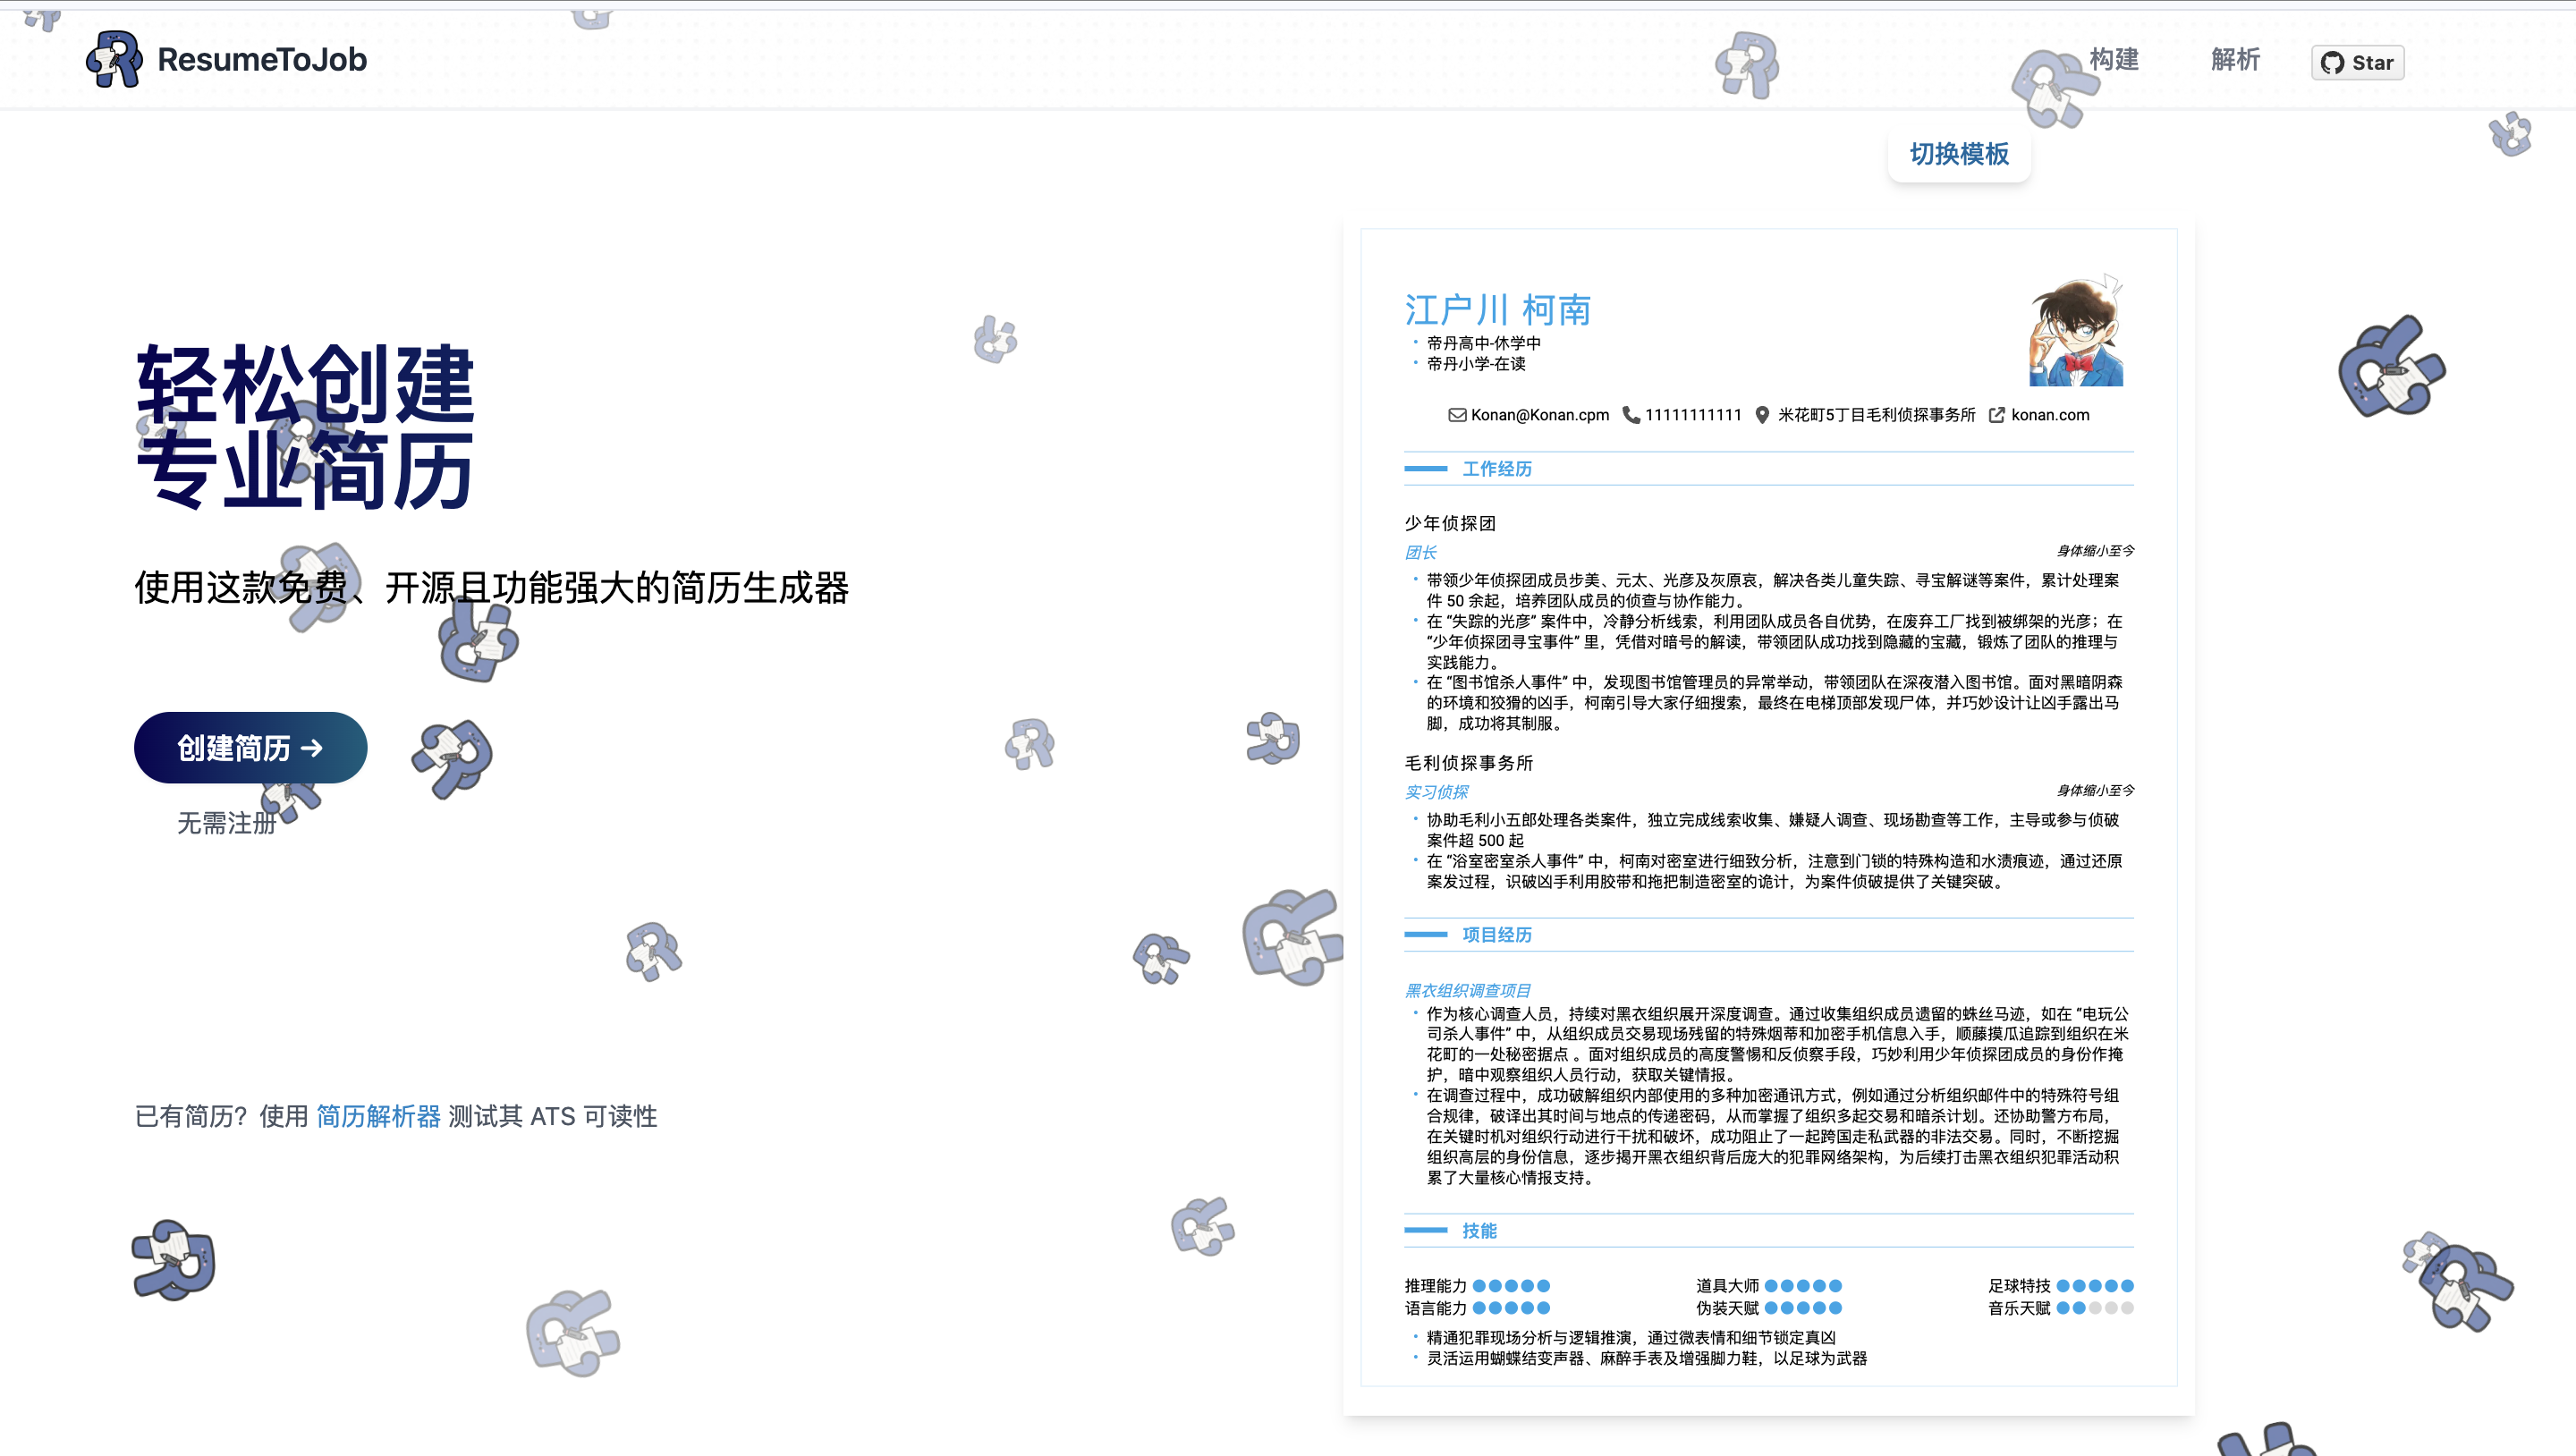 ResumeToJob
构建
解析
Star
切换模板
轻松创建
专业简历
使用这款免费、开源且功能强大的简历生成器
创建简历 →
无需注册
已有简历？使用 简历解析器 测试其 ATS 可读性
江户川 柯南
帝丹高中-休学中
帝丹小学-在读
Konan@Konan.cpm 11111111111 米花町5丁目毛利侦探事务所 konan.com
工作经历
少年侦探团
团长 身体缩小至今
带领少年侦探团成员步美、元太、光彦及灰原哀，解决各类儿童失踪、寻宝解谜等案件，累计处理案
件 50 余起，培养团队成员的侦查与协作能力。
在 “失踪的光彦” 案件中，冷静分析线索，利用团队成员各自优势，在废弃工厂找到被绑架的光彦；在
“少年侦探团寻宝事件” 里，凭借对暗号的解读，带领团队成功找到隐藏的宝藏，锻炼了团队的推理与
实践能力。
在 “图书馆杀人事件” 中，发现图书馆管理员的异常举动，带领团队在深夜潜入图书馆。面对黑暗阴森
的环境和狡猾的凶手，柯南引导大家仔细搜索，最终在电梯顶部发现尸体，并巧妙设计让凶手露出马
脚，成功将其制服。
毛利侦探事务所
实习侦探 身体缩小至今
协助毛利小五郎处理各类案件，独立完成线索收集、嫌疑人调查、现场勘查等工作，主导或参与侦破
案件超 500 起
在 “浴室密室杀人事件” 中，柯南对密室进行细致分析，注意到门锁的特殊构造和水渍痕迹，通过还原
案发过程，识破凶手利用胶带和拖把制造密室的诡计，为案件侦破提供了关键突破。
项目经历
黑衣组织调查项目
作为核心调查人员，持续对黑衣组织展开深度调查。通过收集组织成员遗留的蛛丝马迹，如在 “电玩公
司杀人事件” 中，从组织成员交易现场残留的特殊烟蒂和加密手机信息入手，顺藤摸瓜追踪到组织在米
花町的一处秘密据点 。面对组织成员的高度警惕和反侦察手段，巧妙利用少年侦探团成员的身份作掩
护，暗中观察组织人员行动，获取关键情报。
在调查过程中，成功破解组织内部使用的多种加密通讯方式，例如通过分析组织邮件中的特殊符号组
合规律，破译出其时间与地点的传递密码，从而掌握了组织多起交易和暗杀计划。还协助警方布局，
在关键时机对组织行动进行干扰和破坏，成功阻止了一起跨国走私武器的非法交易。同时，不断挖掘
组织高层的身份信息，逐步揭开黑衣组织背后庞大的犯罪网络架构，为后续打击黑衣组织犯罪活动积
累了大量核心情报支持。
技能
推理能力 道具大师 足球特技
语言能力 伪装天赋 音乐天赋
精通犯罪现场分析与逻辑推演，通过微表情和细节锁定真凶
灵活运用蝴蝶结变声器、麻醉手表及增强脚力鞋，以足球为武器